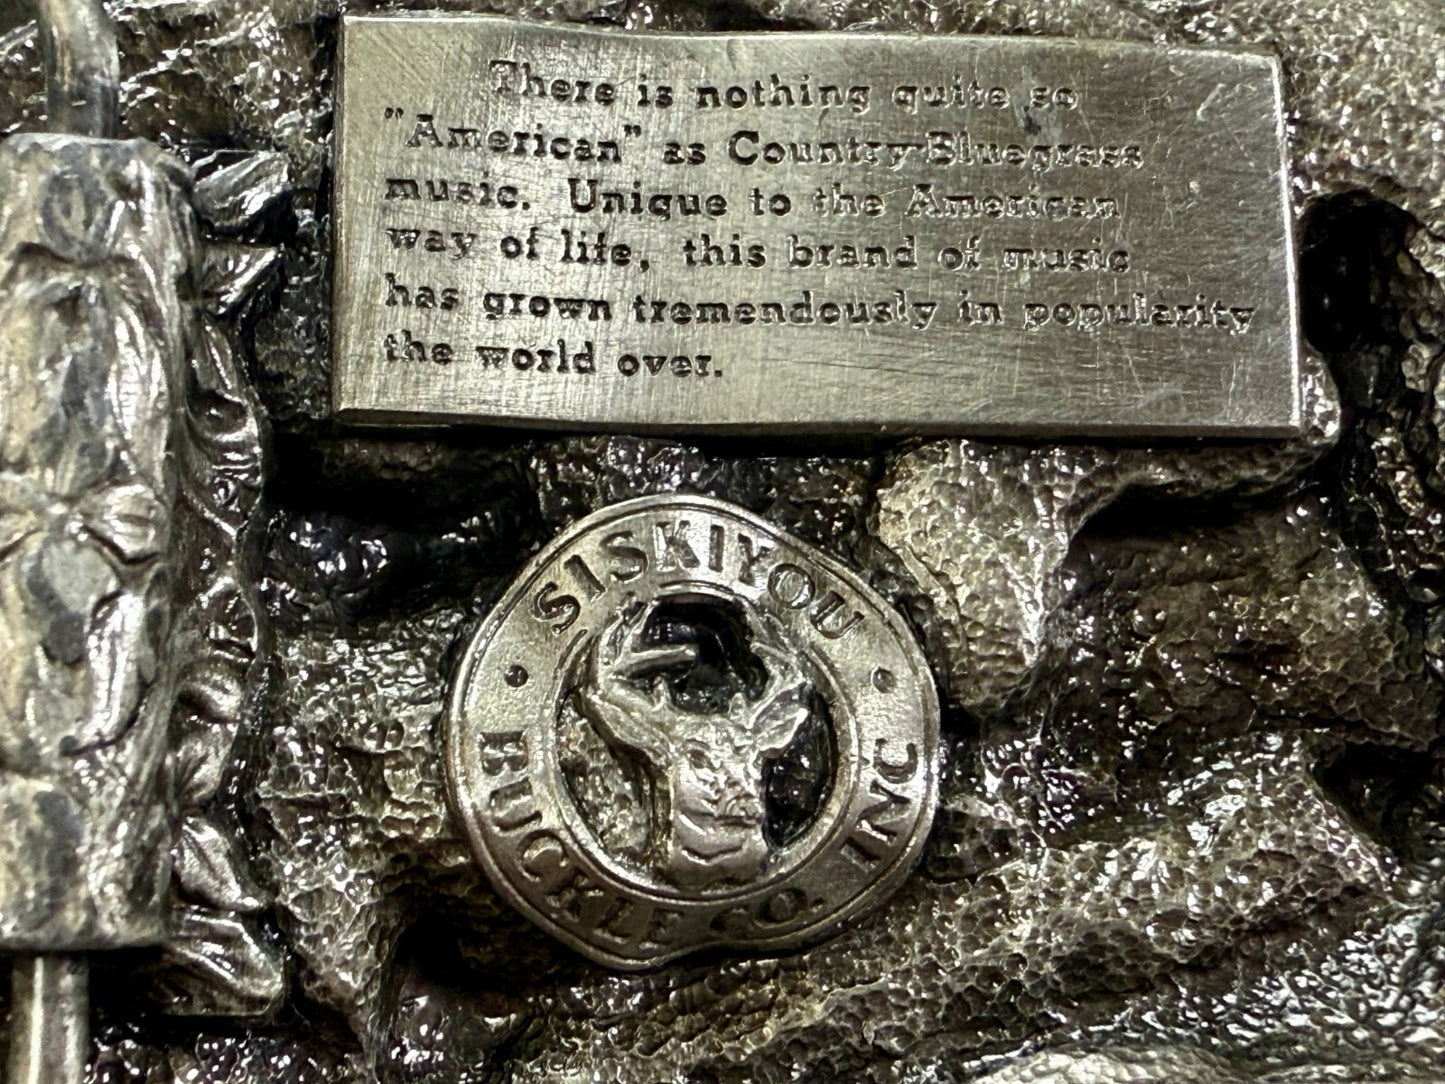 There is nothing quite so
"American" as Country-Bluegrass
music. Unique to the American
way of life, this brand of music
has grown tremendously in popularity
the world over.
SISKIYOU
BUCKLE CO. INC